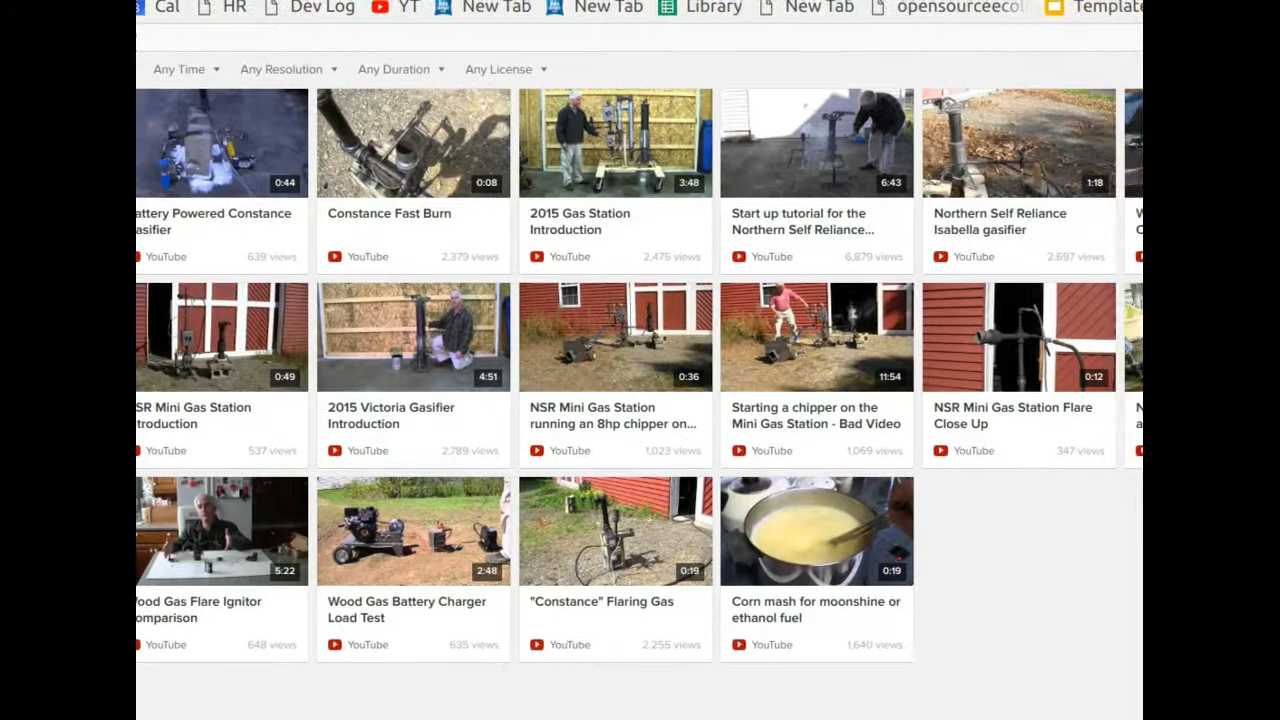 Cal HR Dev Log YT New Tab New Tab Library New Tab opensourceecol Template
Any Time Any Resolution Any Duration Any License
0:44
attery Powered Constance
asifier
YouTube 639 views
0:08
Constance Fast Burn
YouTube 2,379 views
3:48
2015 Gas Station
Introduction
YouTube 2,475 views
6:43
Start up tutorial for the
Northern Self Reliance...
YouTube 6,879 views
1:18
Northern Self Reliance
Isabella gasifier
YouTube 2,697 views
0:49
SR Mini Gas Station
troduction
YouTube 537 views
4:51
2015 Victoria Gasifier
Introduction
YouTube 2,789 views
0:36
NSR Mini Gas Station
running an 8hp chipper on...
YouTube 1,023 views
11:54
Starting a chipper on the
Mini Gas Station - Bad Video
YouTube 1,069 views
0:12
NSR Mini Gas Station Flare
Close Up
YouTube 347 views
5:22
ood Gas Flare Ignitor
omparison
YouTube 648 views
2:48
Wood Gas Battery Charger
Load Test
YouTube 635 views
0:19
"Constance" Flaring Gas
YouTube 2,255 views
0:19
Corn mash for moonshine or
ethanol fuel
YouTube 1,640 views